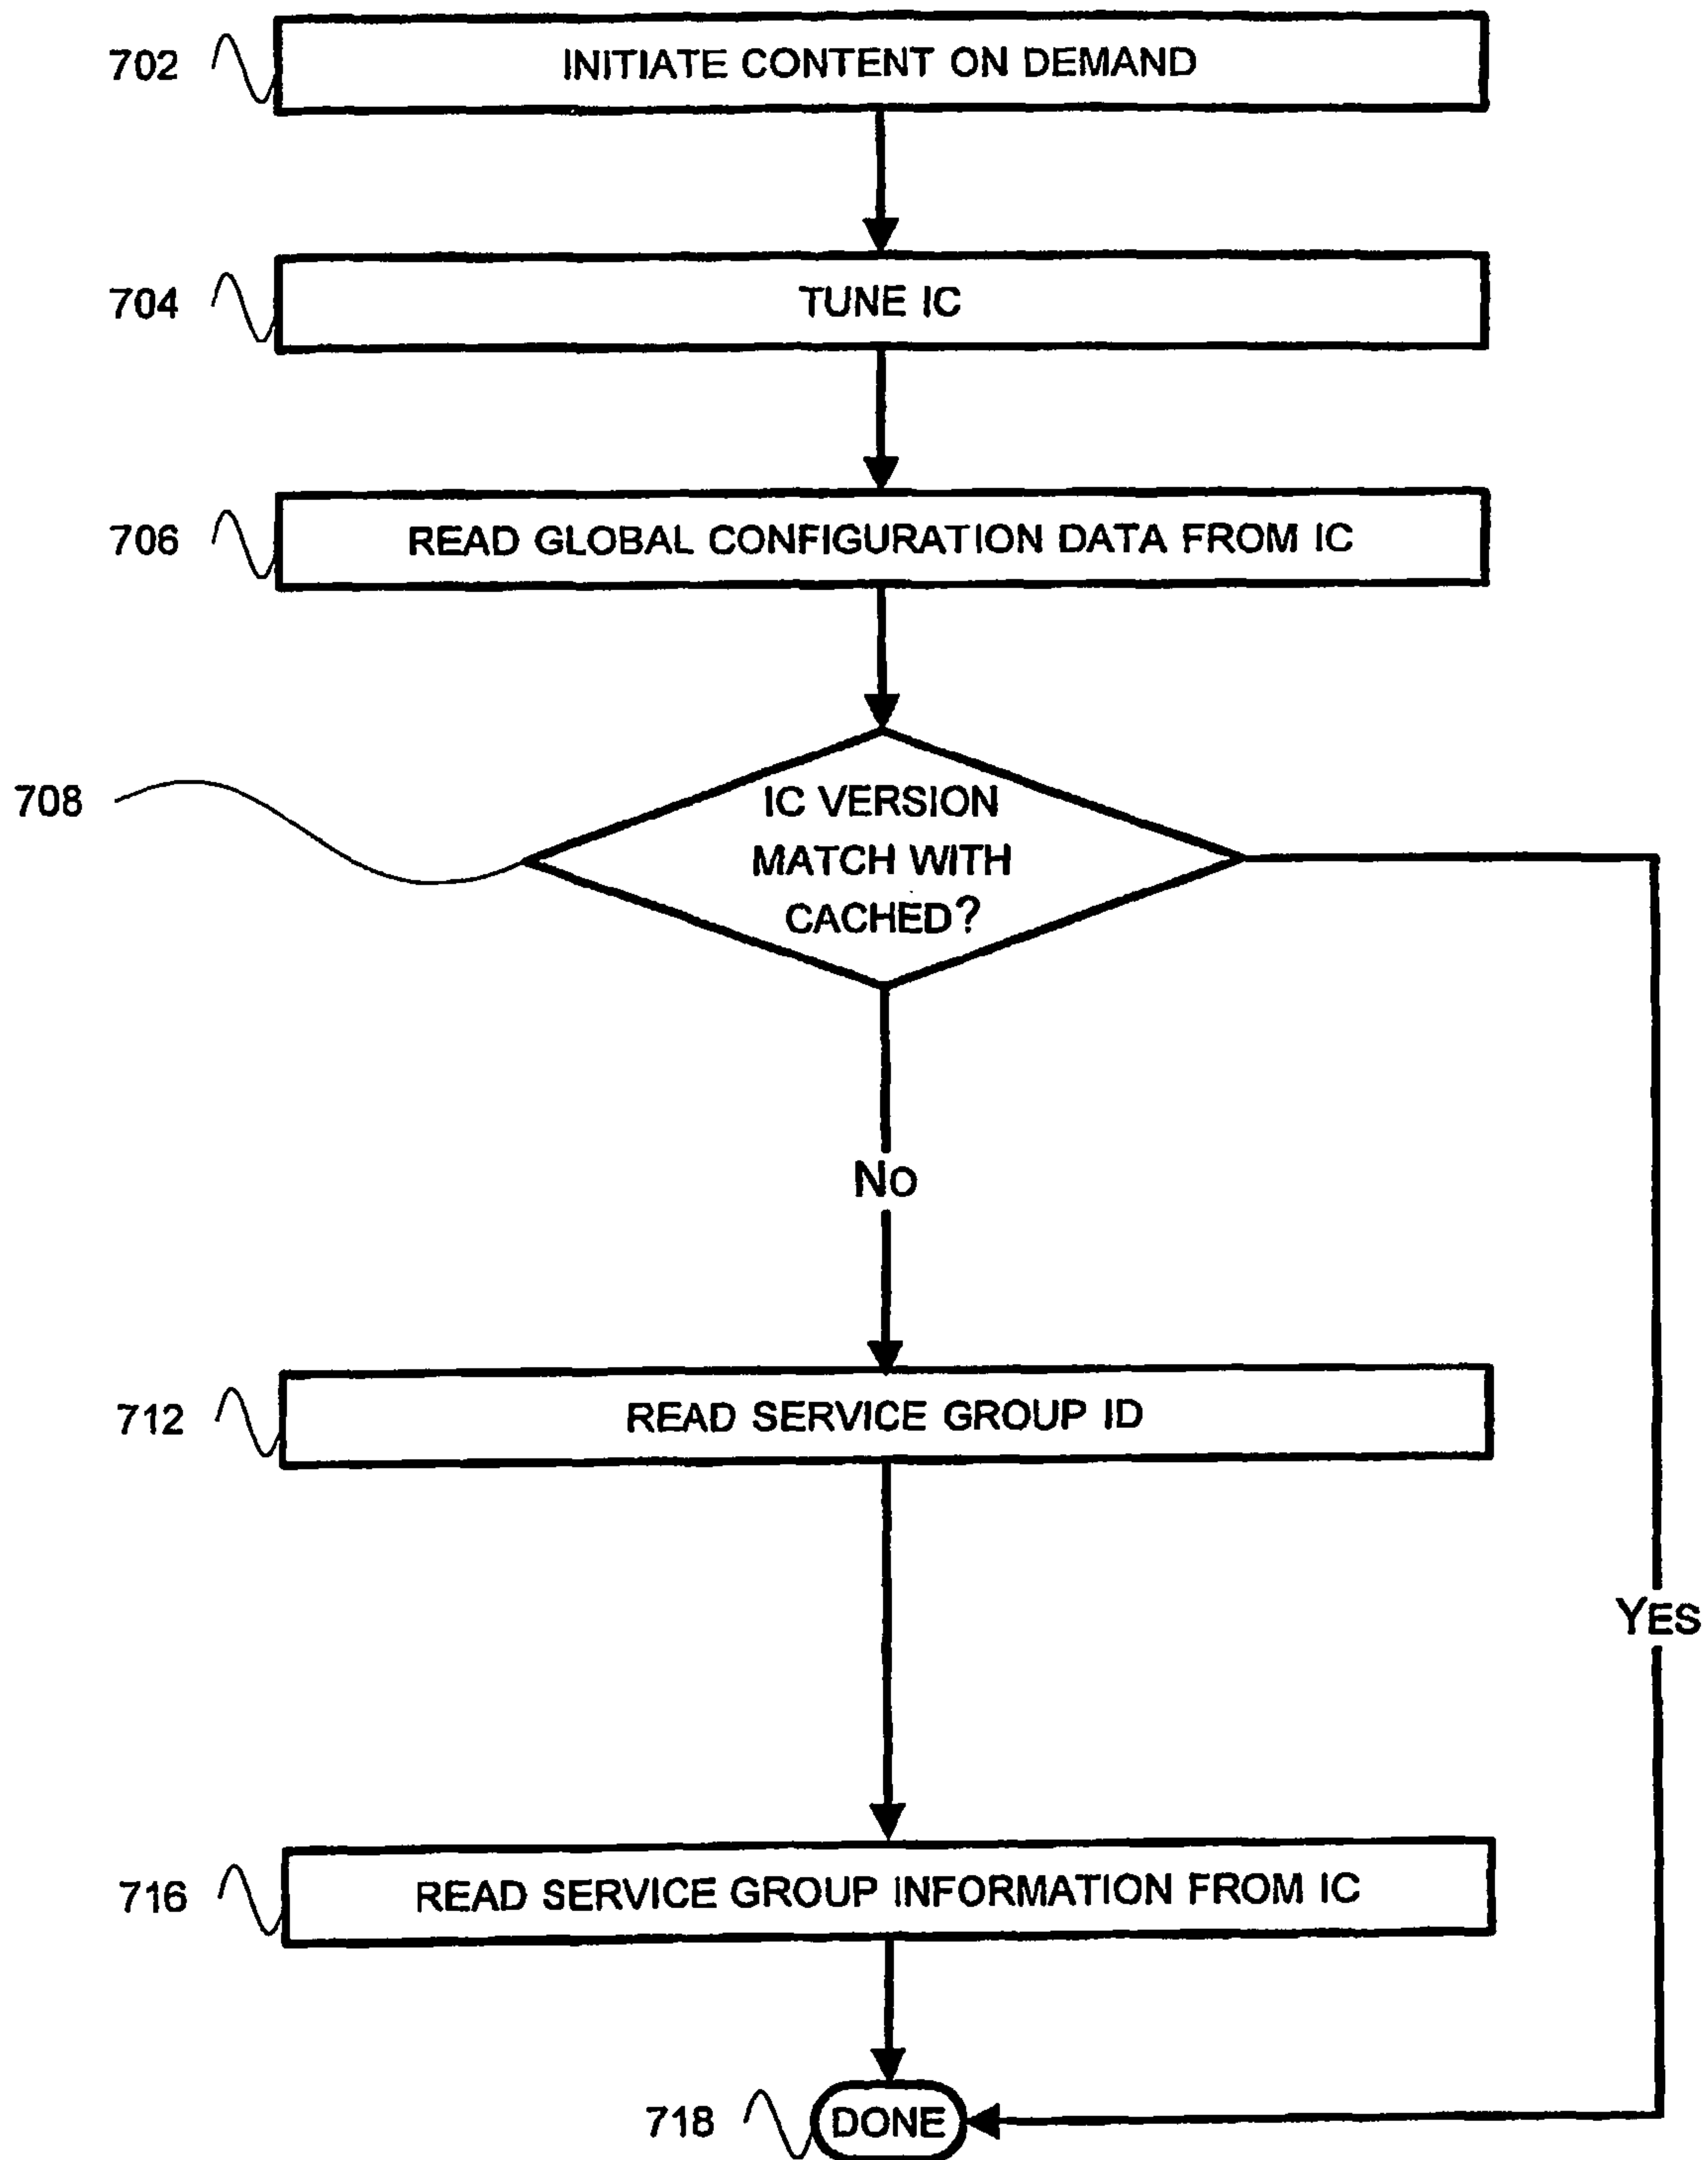 702 INITIATE CONTENT ON DEMAND
704 TUNE IC
706 READ GLOBAL CONFIGURATION DATA FROM IC
708 IC VERSION
MATCH WITH
CACHED?
NO
712 READ SERVICE GROUP ID
YES
716 READ SERVICE GROUP INFORMATION FROM IC
718 DONE